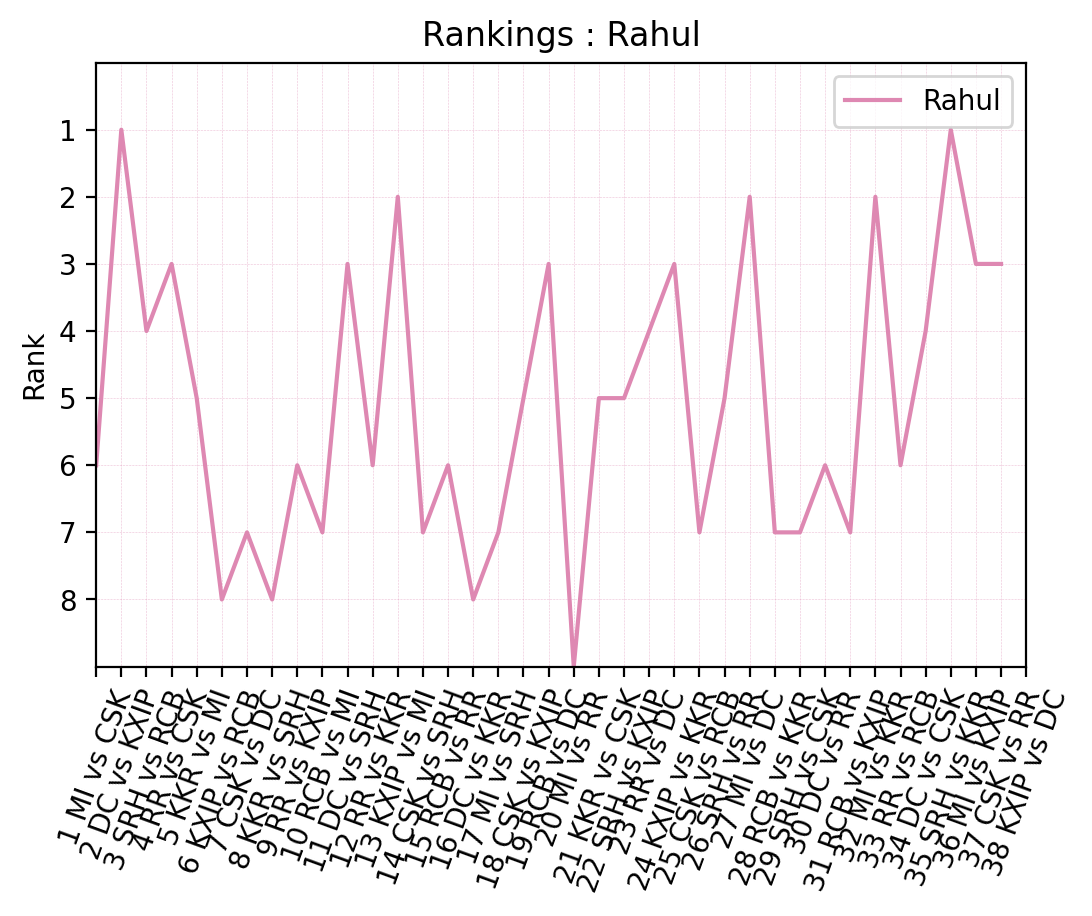 Rankings : Rahul
Rahul
Rank
1
2
3
4
5
6
7
8
1 MI vs CSK
2 DC vs KXIP
3 SRH vs RCB
4 RR vs CSK
5 KKR vs MI
6 KXIP vs RCB
7 CSK vs DC
8 KKR vs SRH
9 RR vs KXIP
10 RCB vs MI
11 DC vs SRH
12 RR vs KKR
13 KXIP vs MI
14 CSK vs SRH
15 RCB vs RR
16 DC vs KKR
17 MI vs SRH
18 CSK vs KXIP
19 RCB vs DC
20 MI vs RR
21 KKR vs CSK
22 SRH vs KXIP
23 RR vs DC
24 KXIP vs KKR
25 CSK vs RCB
26 SRH vs RR
27 MI vs DC
28 RCB vs KKR
29 SRH vs CSK
30 DC vs RR
31 RCB vs KXIP
32 MI vs KKR
33 RR vs RCB
34 DC vs CSK
35 SRH vs KKR
36 MI vs KXIP
37 CSK vs RR
38 KXIP vs DC